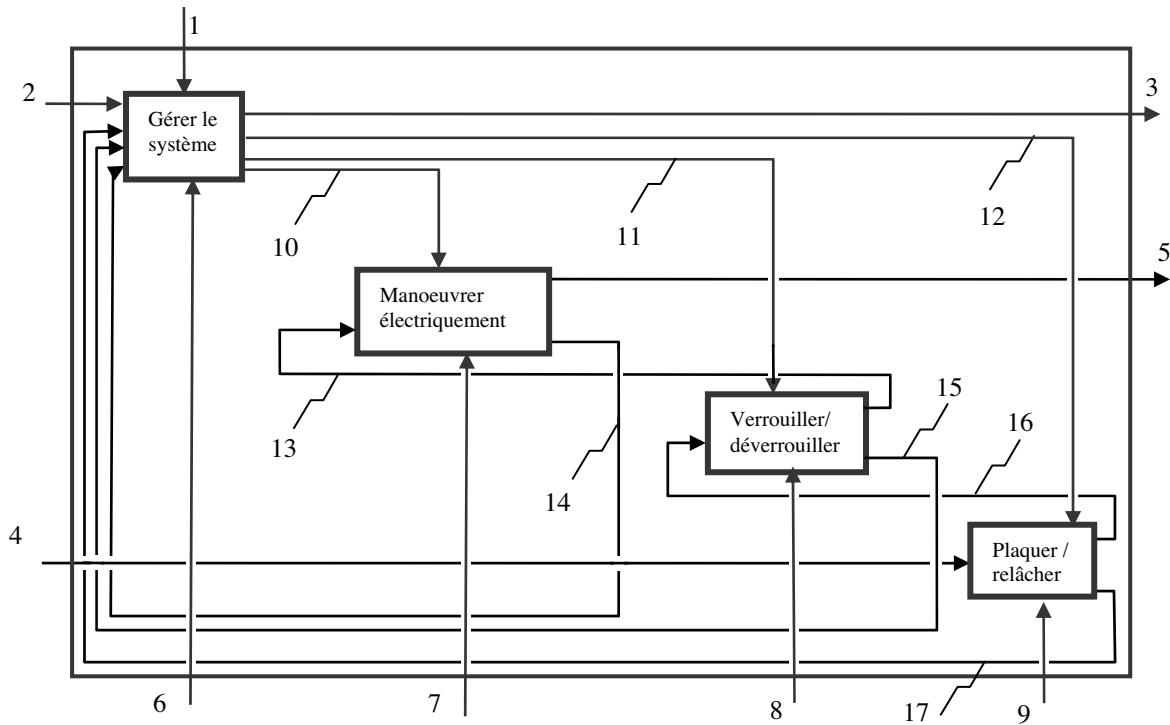 1
2
3
Gérer le
système
10
11
12
5
Manoeuvrer
électriquement
13
14
Verrouiller/
déverrouiller
15
16
4
Plaquer /
relâcher
6
7
8
17
9